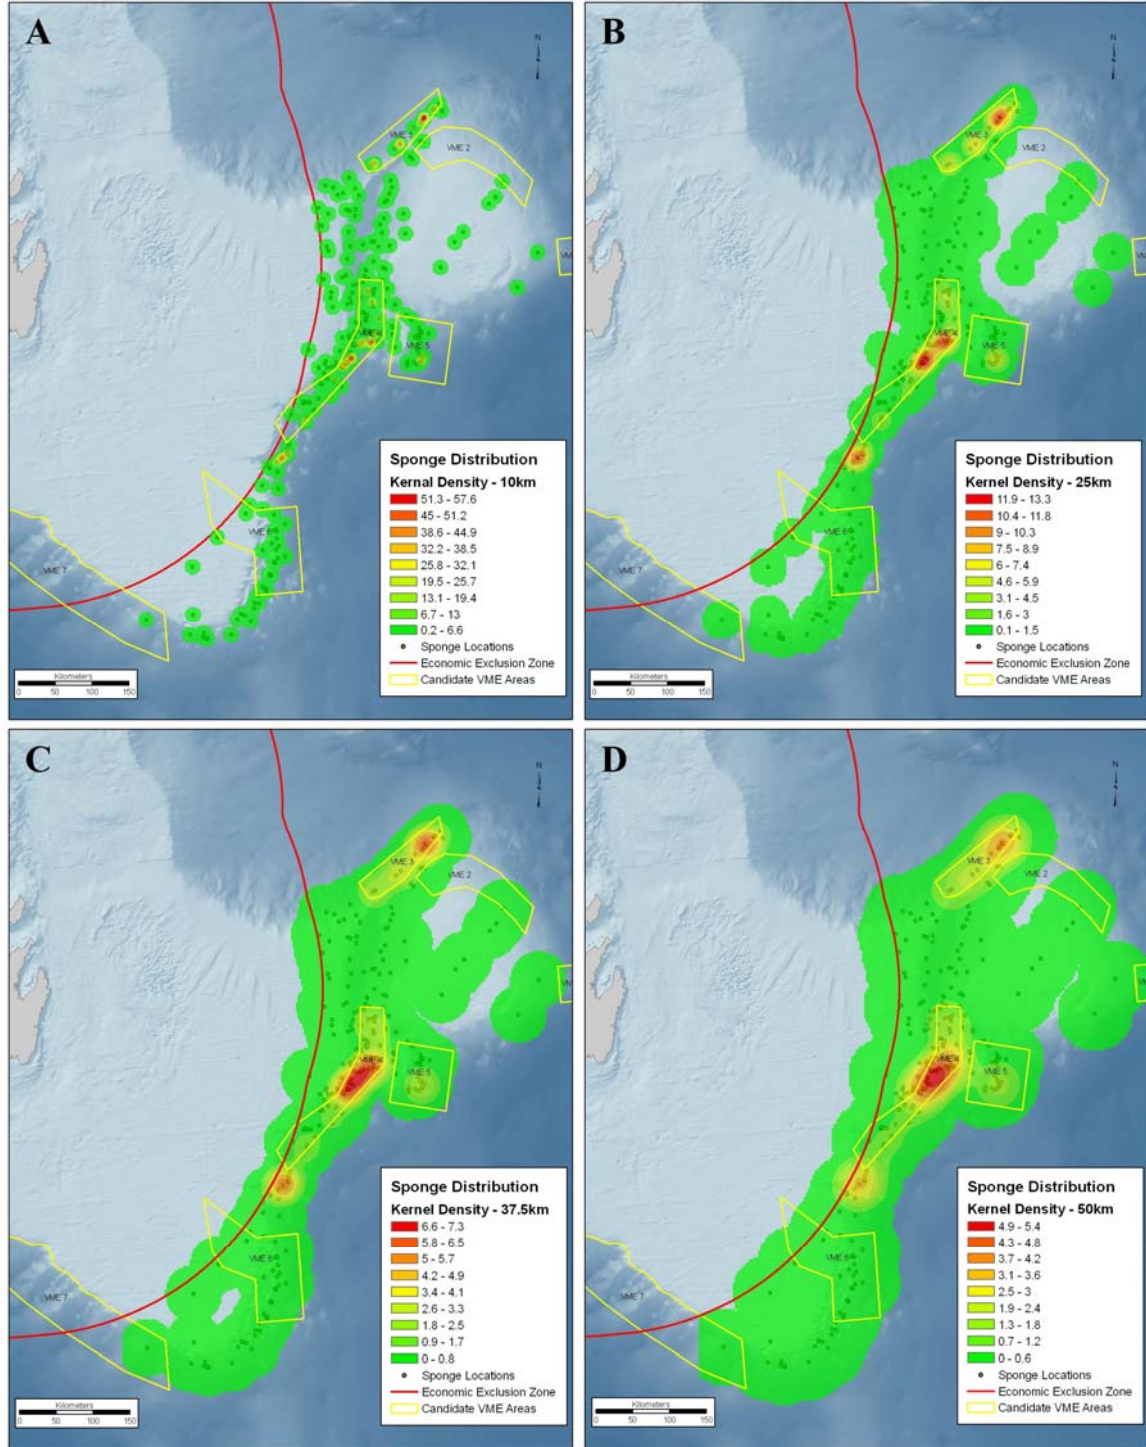 A
N
VME 3
VME 2
VM
VME 4
VME 5
VME 6
VME 7
Sponge Distribution
Kernal Density - 10km
51.3 - 57.6
45 - 51.2
38.6 - 44.9
32.2 - 38.5
25.8 - 32.1
19.5 - 25.7
13.1 - 19.4
6.7 - 13
0.2 - 6.6
Sponge Locations
Economic Exclusion Zone
Candidate VME Areas
Kilometers
0 50 100 150
B
N
VME 3
VME 2
VM
VME 4
VME 5
VME 6
VME 7
Sponge Distribution
Kernel Density - 25km
11.9 - 13.3
10.4 - 11.8
9 - 10.3
7.5 - 8.9
6 - 7.4
4.6 - 5.9
3.1 - 4.5
1.6 - 3
0.1 - 1.5
Sponge Locations
Economic Exclusion Zone
Candidate VME Areas
Kilometers
0 50 100 150
C
N
VME 3
VME 2
VM
VME 4
VME 5
VME 6
VME 7
Sponge Distribution
Kernel Density - 37.5km
6.6 - 7.3
5.8 - 6.5
5 - 5.7
4.2 - 4.9
3.4 - 4.1
2.6 - 3.3
1.8 - 2.5
0.9 - 1.7
0 - 0.8
Sponge Locations
Economic Exclusion Zone
Candidate VME Areas
Kilometers
0 50 100 150
D
N
VME 3
VME 2
VM
VME 4
VME 5
VME 6
VME 7
Sponge Distribution
Kernel Density - 50km
4.9 - 5.4
4.3 - 4.8
3.7 - 4.2
3.1 - 3.6
2.5 - 3
1.9 - 2.4
1.3 - 1.8
0.7 - 1.2
0 - 0.6
Sponge Locations
Economic Exclusion Zone
Candidate VME Areas
Kilometers
0 50 100 150